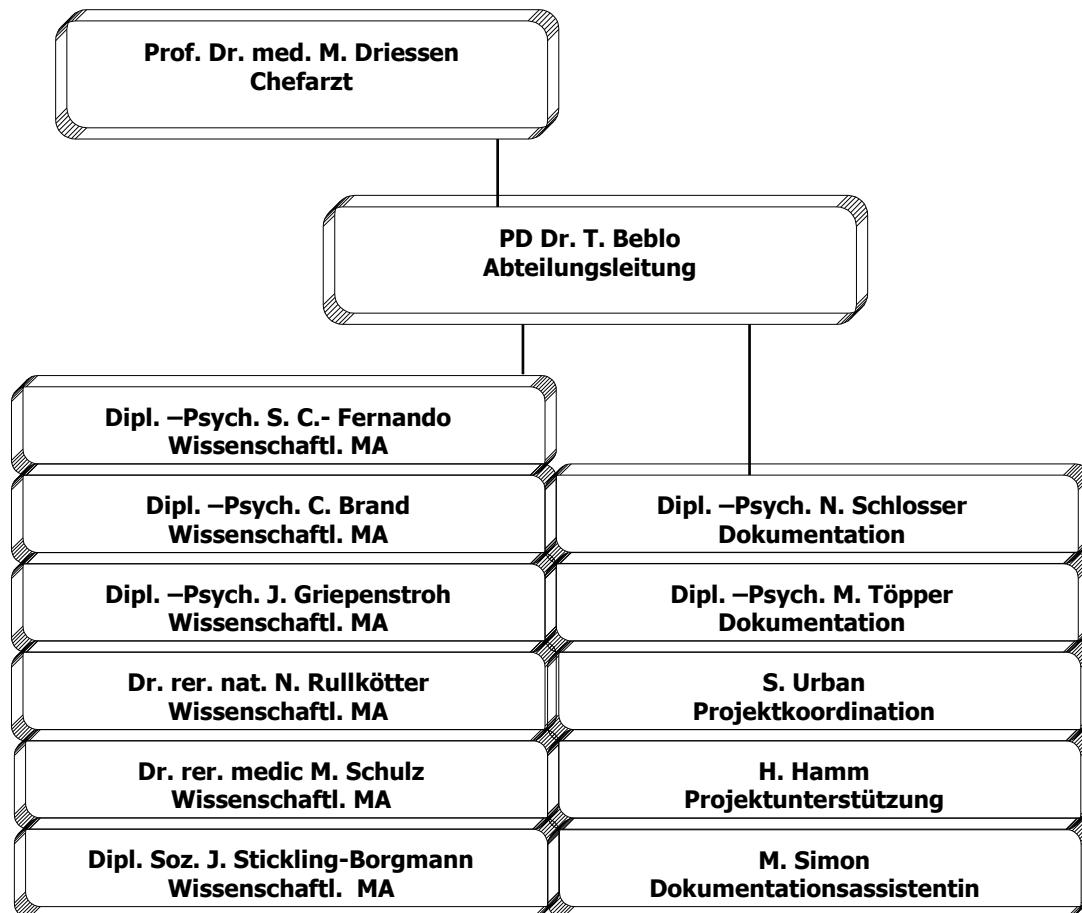 Prof. Dr. med. M. Driessen
Chefarzt
PD Dr. T. Beblo
Abteilungsleitung
Dipl. –Psych. S. C.- Fernando
Wissenschaftl. MA
Dipl. –Psych. C. Brand
Wissenschaftl. MA
Dipl. –Psych. J. Griepenstroh
Wissenschaftl. MA
Dr. rer. nat. N. Rullkötter
Wissenschaftl. MA
Dr. rer. medic M. Schulz
Wissenschaftl. MA
Dipl. Soz. J. Stickling-Borgmann
Wissenschaftl. MA
Dipl. –Psych. N. Schlosser
Dokumentation
Dipl. –Psych. M. Töpper
Dokumentation
S. Urban
Projektkoordination
H. Hamm
Projektunterstützung
M. Simon
Dokumentationsassistentin